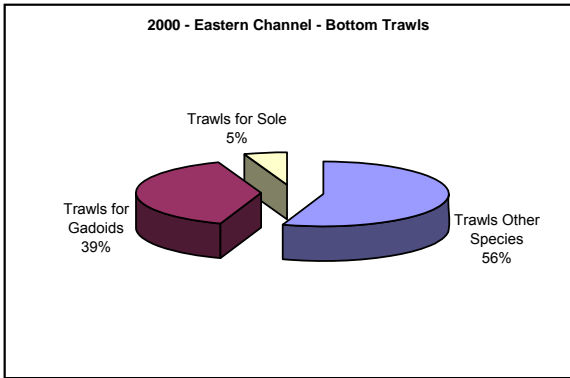 2000 - Eastern Channel - Bottom Trawls
Trawls for Sole
5%
Trawls for
Gadoids
39%
Trawls Other
Species
56%